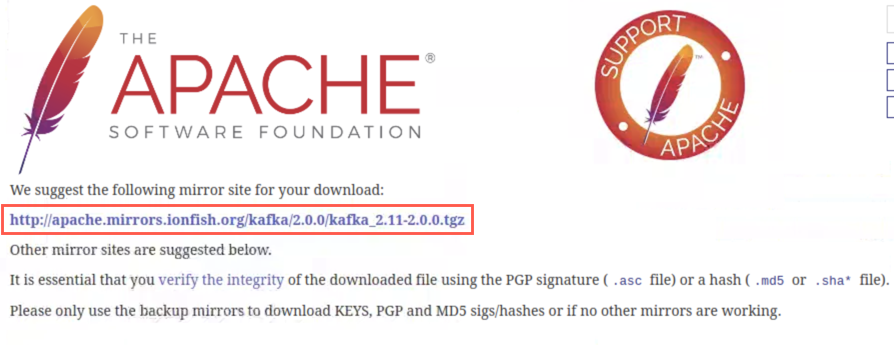 THE
APACHE®
SOFTWARE FOUNDATION
SUPPORT
APACHE
TM
We suggest the following mirror site for your download:
http://apache.mirrors.ionfish.org/kafka/2.0.0/kafka_2.11-2.0.0.tgz
Other mirror sites are suggested below.
It is essential that you verify the integrity of the downloaded file using the PGP signature ( .asc file) or a hash ( .md5 or .sha* file).
Please only use the backup mirrors to download KEYS, PGP and MD5 sigs/hashes or if no other mirrors are working.